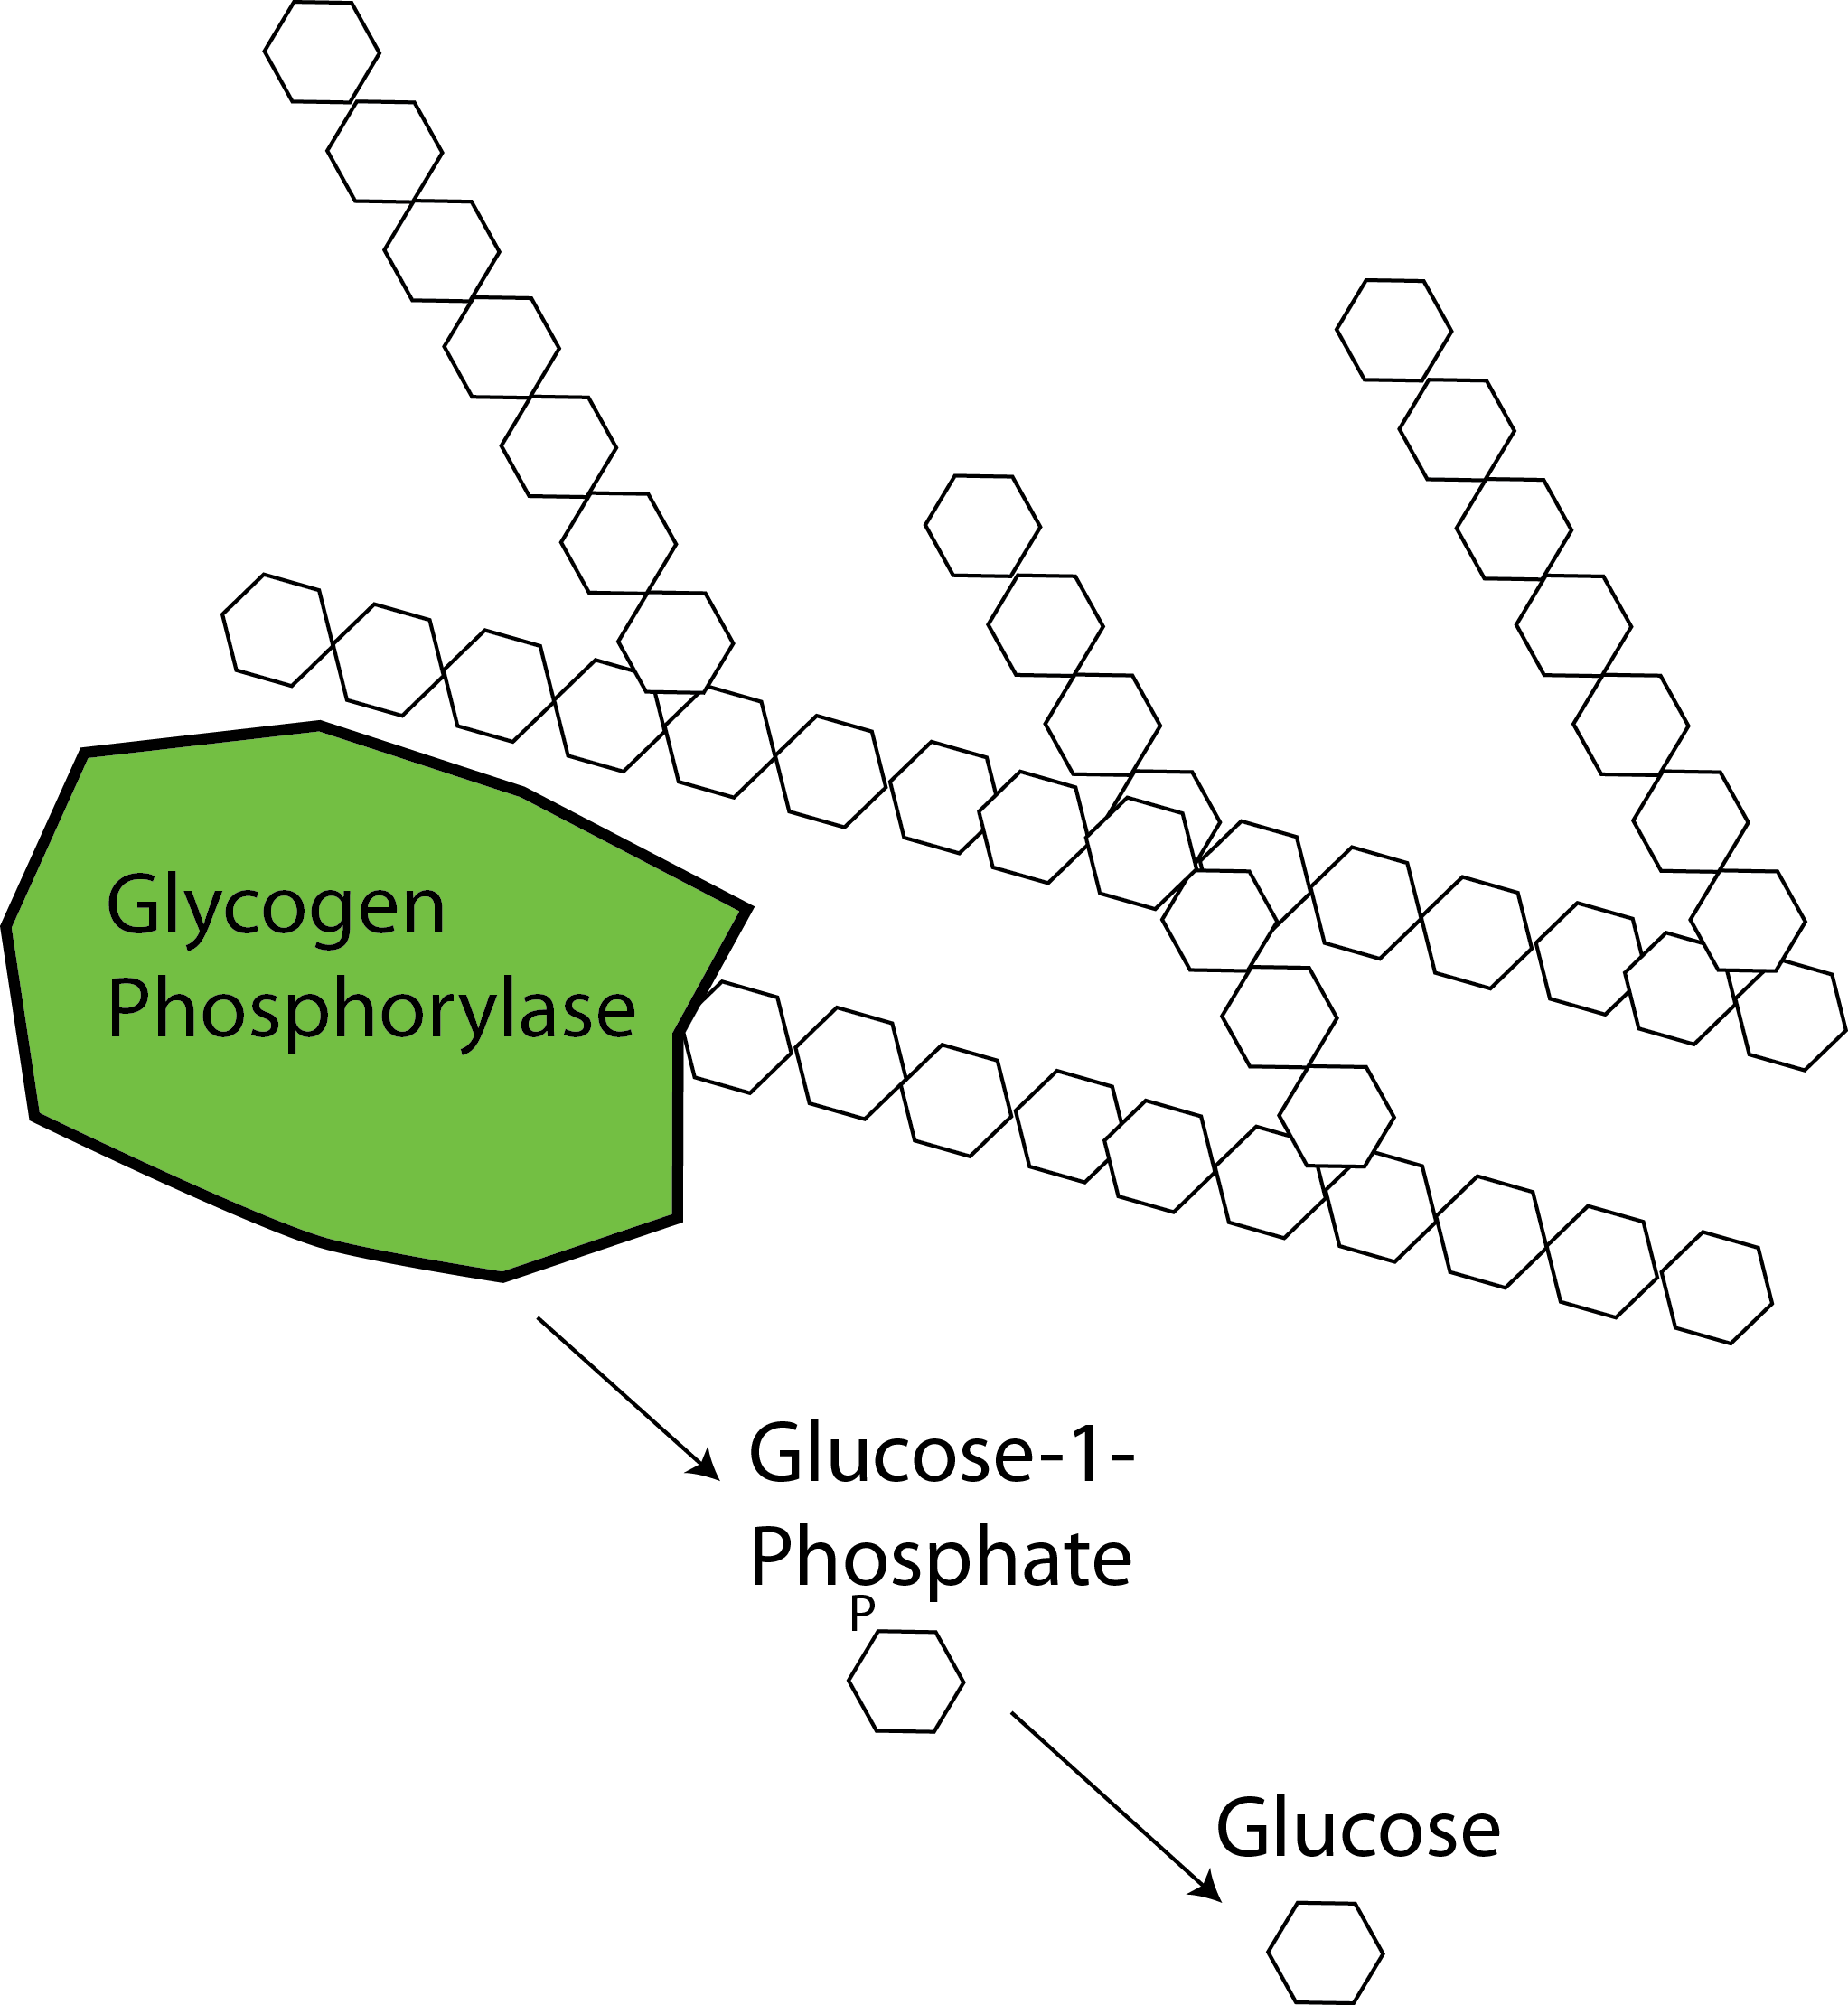 Glycogen
Phosphorylase
Glucose-1-
Phosphate
P
Glucose